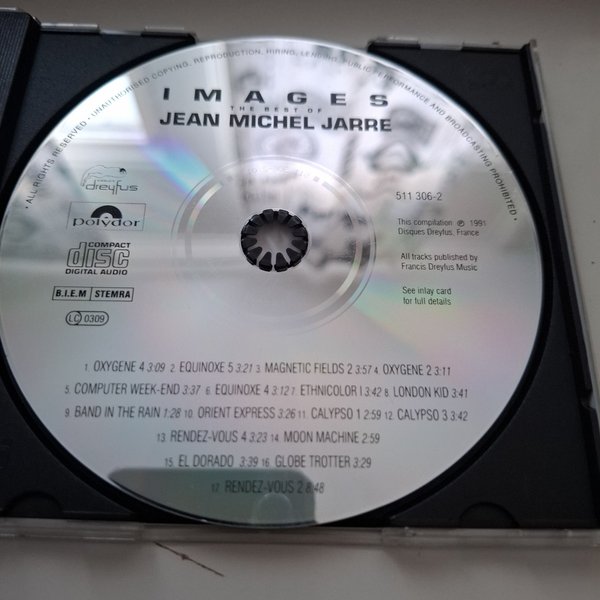 • ALL RIGHTS RESERVED • UNAUTHORISED COPYING, REPRODUCTION, HIRING, LENDING, PUBLIC PERFORMANCE AND BROADCASTING PROHIBITED •
IMAGES
THE BEST OF
JEAN MICHEL JARRE
dreyfus
polydor
COMPACT
disc
DIGITAL AUDIO
B.I.E.M STEMRA
LC 0309
511 306-2
This compilation ℗ 1991
Disques Dreyfus, France
All tracks published by
Francis Dreyfus Music
See inlay card
for full details
1. OXYGENE 4 3:09 2. EQUINOXE 5 3:21 3. MAGNETIC FIELDS 2 3:57 4. OXYGENE 2 3:11
5. COMPUTER WEEK-END 3:37 6. EQUINOXE 4 3:12 7. ETHNICOLOR I 3:42 8. LONDON KID 3:41
9. BAND IN THE RAIN 1:28 10. ORIENT EXPRESS 3:26 11. CALYPSO 1 2:59 12. CALYPSO 3 3:42
13. RENDEZ-VOUS 4 3:23 14. MOON MACHINE 2:59
15. EL DORADO 3:39 16. GLOBE TROTTER 3:29
17. RENDEZ-VOUS 2 8:48